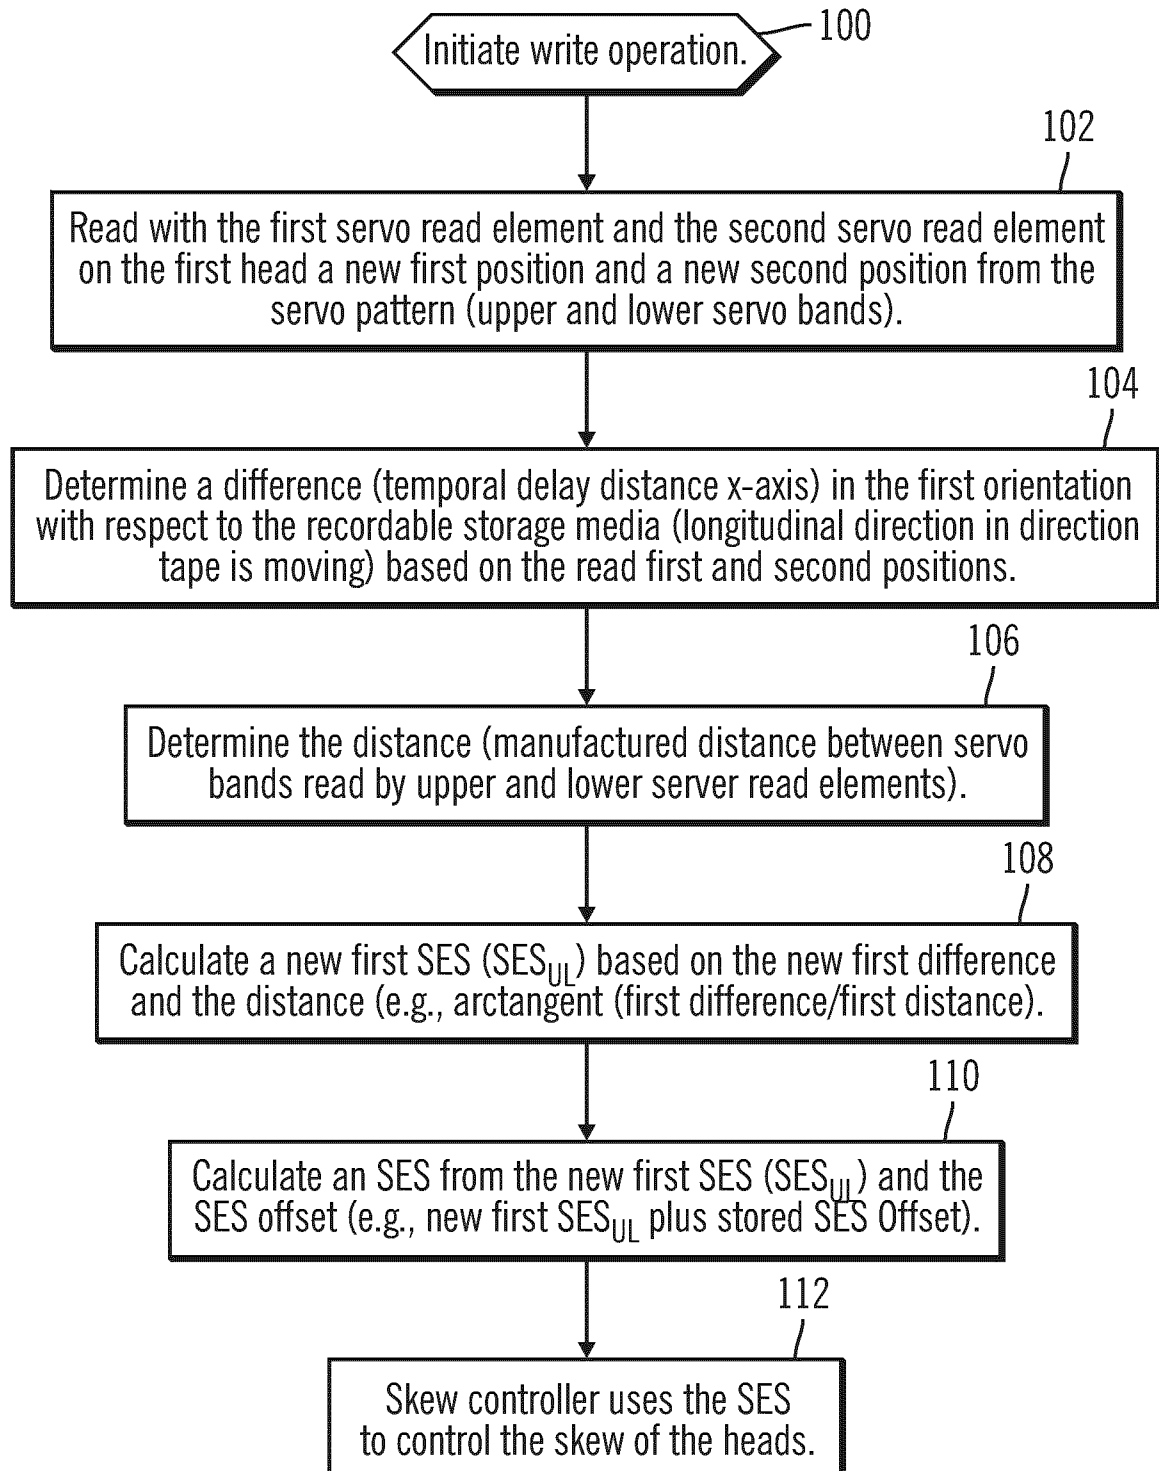 100
Initiate write operation.
102
Read with the first servo read element and the second servo read element
on the first head a new first position and a new second position from the
servo pattern (upper and lower servo bands).
104
Determine a difference (temporal delay distance x-axis) in the first orientation
with respect to the recordable storage media (longitudinal direction in direction
tape is moving) based on the read first and second positions.
106
Determine the distance (manufactured distance between servo
bands read by upper and lower server read elements).
108
Calculate a new first SES (SES_UL) based on the new first difference
and the distance (e.g., arctangent (first difference/first distance).
110
Calculate an SES from the new first SES (SES_UL) and the
SES offset (e.g., new first SES_UL plus stored SES Offset).
112
Skew controller uses the SES
to control the skew of the heads.